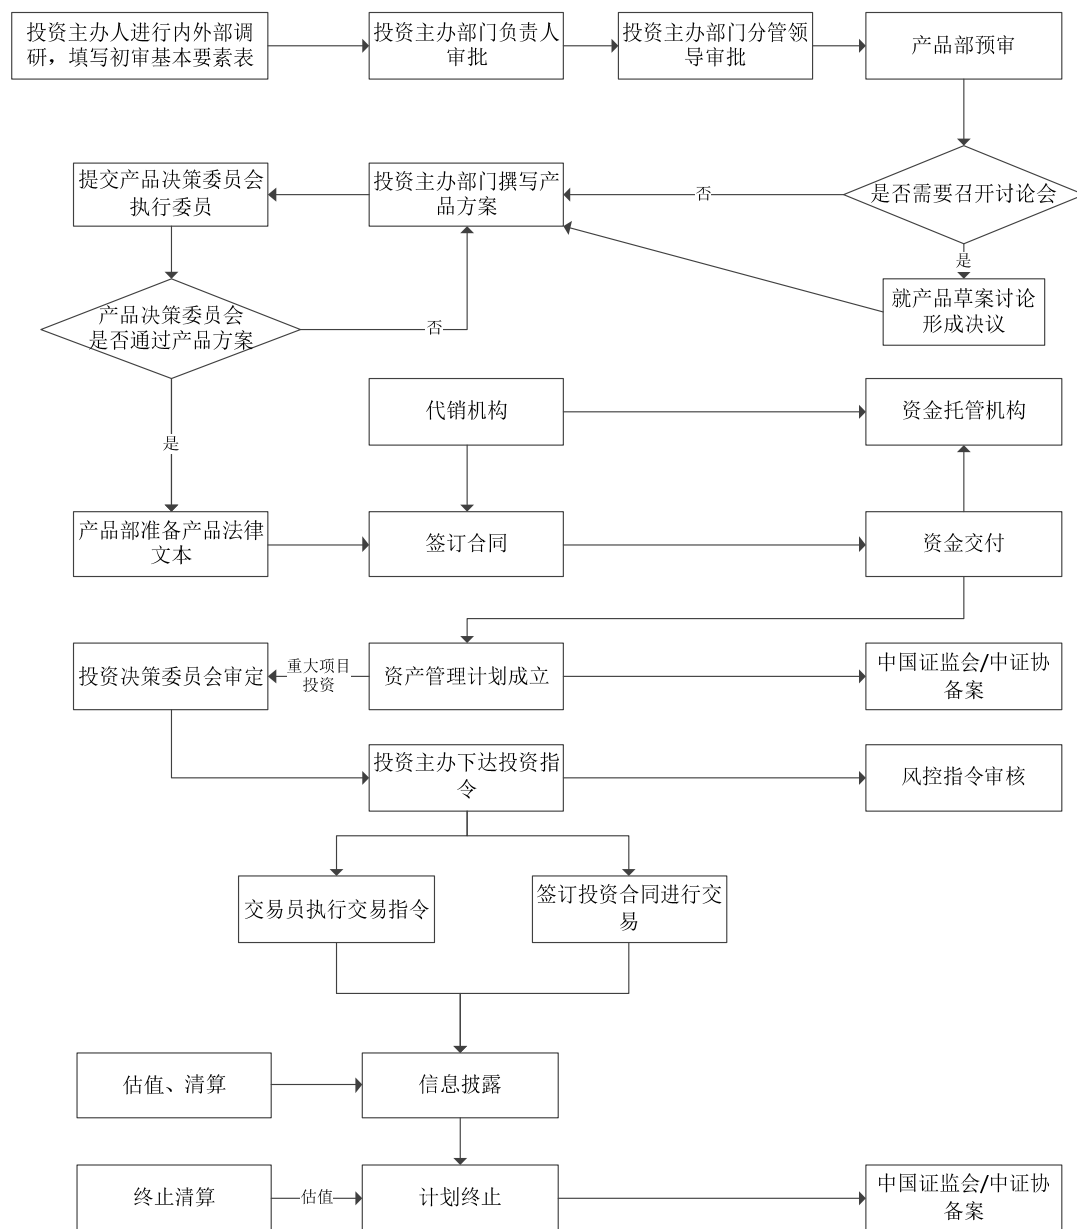 投资主办人进行内外部调
研，填写初审基本要素表
投资主办部门负责人
审批
投资主办部门分管领
导审批
产品部预审
提交产品决策委员会
执行委员
投资主办部门撰写产
品方案
否
是否需要召开讨论会
是
就产品草案讨论
形成决议
产品决策委员会
是否通过产品方案
否
是
代销机构
资金托管机构
产品部准备产品法律
文本
签订合同
资金交付
投资决策委员会审定
重大项目
投资
资产管理计划成立
中国证监会/中证协
备案
投资主办下达投资指
令
风控指令审核
交易员执行交易指令
签订投资合同进行交
易
估值、清算
信息披露
终止清算
估值
计划终止
中国证监会/中证协
备案